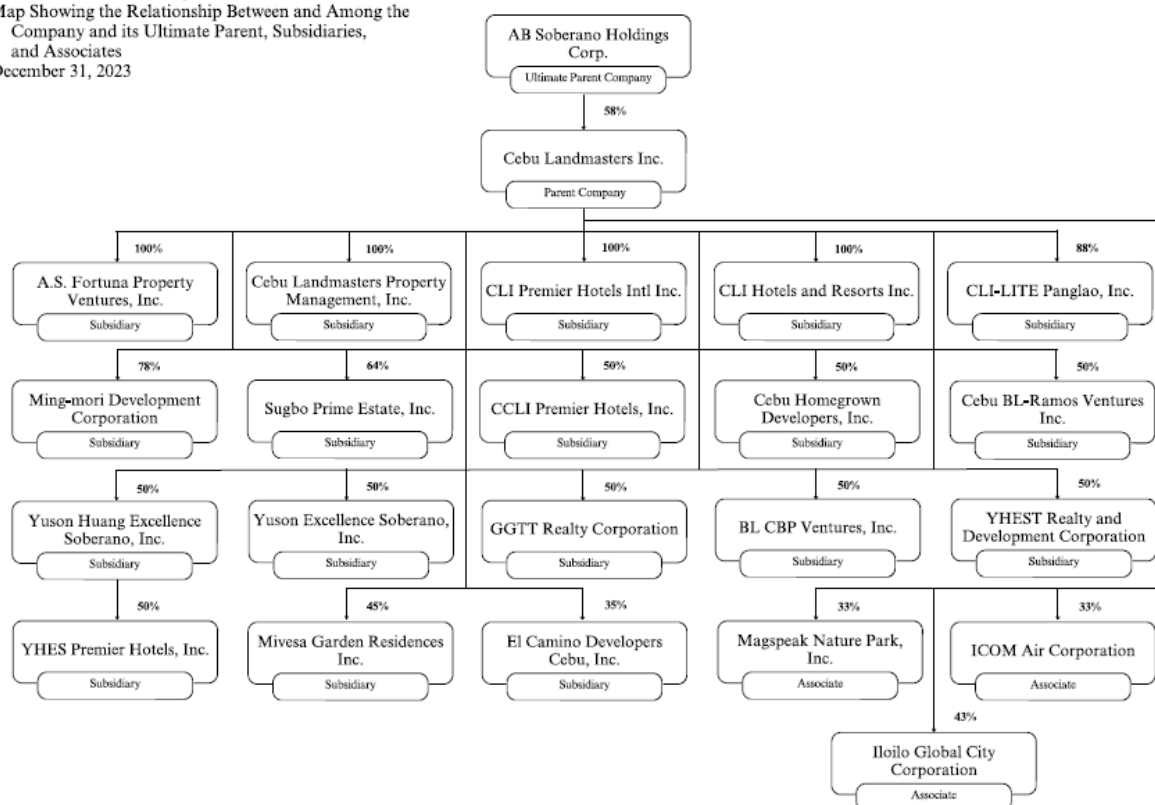 Map Showing the Relationship Between and Among the
Company and its Ultimate Parent, Subsidiaries,
and Associates
December 31, 2023
AB Soberano Holdings
Corp.
Ultimate Parent Company
58%
Cebu Landmasters Inc.
Parent Company
100%
100%
100%
100%
88%
A.S. Fortuna Property
Ventures, Inc.
Subsidiary
Cebu Landmasters Property
Management, Inc.
Subsidiary
CLI Premier Hotels Intl Inc.
Subsidiary
CLI Hotels and Resorts Inc.
Subsidiary
CLI-LITE Panglao, Inc.
Subsidiary
78%
64%
50%
50%
50%
Ming-mori Development
Corporation
Subsidiary
Sugbo Prime Estate, Inc.
Subsidiary
CCLI Premier Hotels, Inc.
Subsidiary
Cebu Homegrown
Developers, Inc.
Subsidiary
Cebu BL-Ramos Ventures
Inc.
Subsidiary
50%
50%
50%
50%
50%
Yuson Huang Excellence
Soberano, Inc.
Subsidiary
Yuson Excellence Soberano,
Inc.
Subsidiary
GGTT Realty Corporation
Subsidiary
BL CBP Ventures, Inc.
Subsidiary
YHEST Realty and
Development Corporation
Subsidiary
50%
45%
35%
33%
33%
YHES Premier Hotels, Inc.
Subsidiary
Mivesa Garden Residences
Inc.
Subsidiary
El Camino Developers
Cebu, Inc.
Subsidiary
Magspeak Nature Park,
Inc.
Associate
ICOM Air Corporation
Associate
43%
Iloilo Global City
Corporation
Associate